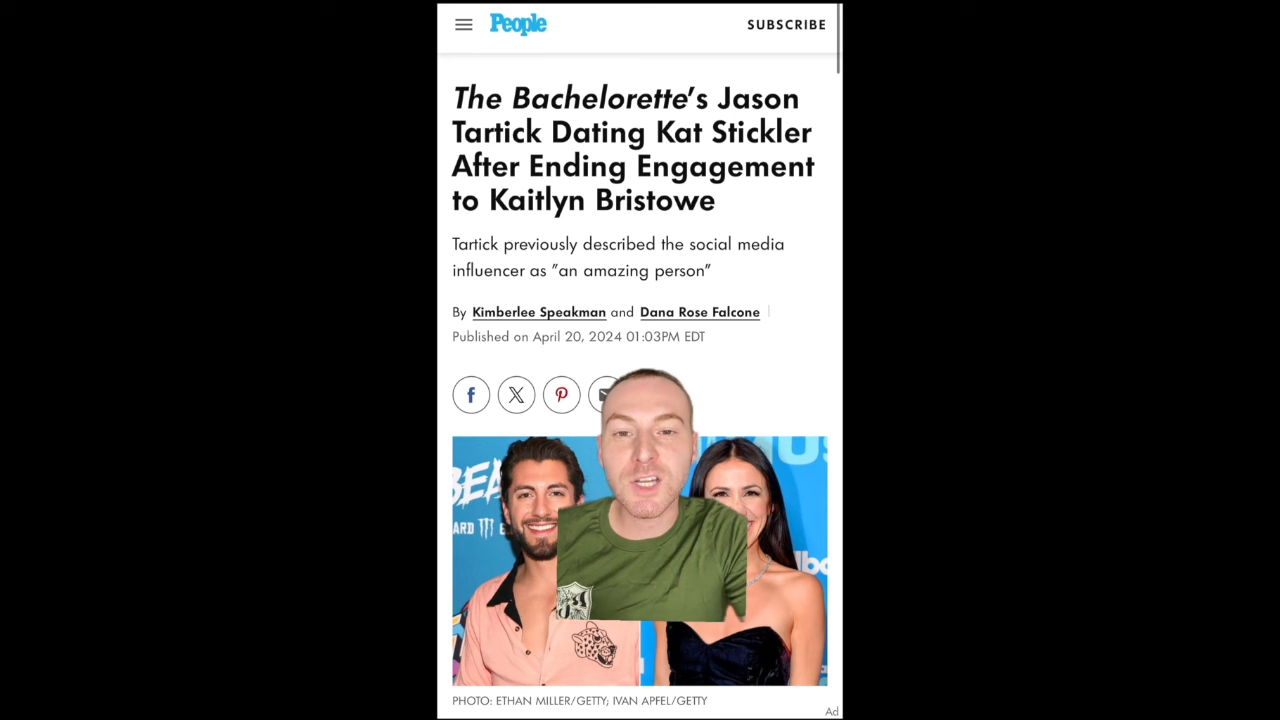 People
SUBSCRIBE
The Bachelorette's Jason
Tartick Dating Kat Stickler
After Ending Engagement
to Kaitlyn Bristowe
Tartick previously described the social media
influencer as "an amazing person"
By Kimberlee Speakman and Dana Rose Falcone
Published on April 20, 2024 01:03PM EDT
PHOTO: ETHAN MILLER/GETTY; IVAN APFEL/GETTY
Ad